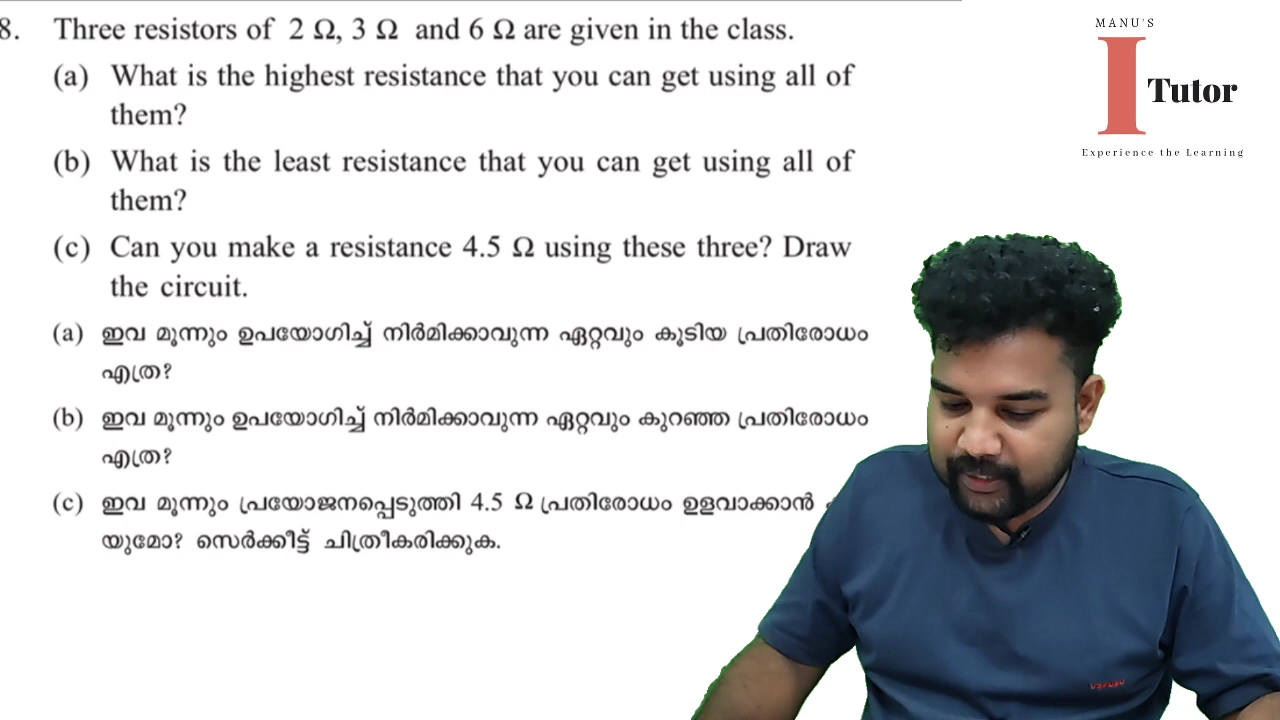 8. Three resistors of 2 Ω, 3 Ω and 6 Ω are given in the class.
(a) What is the highest resistance that you can get using all of
them?
(b) What is the least resistance that you can get using all of
them?
(c) Can you make a resistance 4.5 Ω using these three? Draw
the circuit.
(a) ഇവ മൂന്നും ഉപയോഗിച്ച് നിർമിക്കാവുന്ന ഏറ്റവും കൂടിയ പ്രതിരോധം
എത്ര?
(b) ഇവ മൂന്നും ഉപയോഗിച്ച് നിർമിക്കാവുന്ന ഏറ്റവും കുറഞ്ഞ പ്രതിരോധം
എത്ര?
(c) ഇവ മൂന്നും പ്രയോജനപ്പെടുത്തി 4.5 Ω പ്രതിരോധം ഉളവാക്കാൻ
യുമോ? സെർക്കീട്ട് ചിത്രീകരിക്കുക.
MANU'S
I Tutor
Experience the Learning